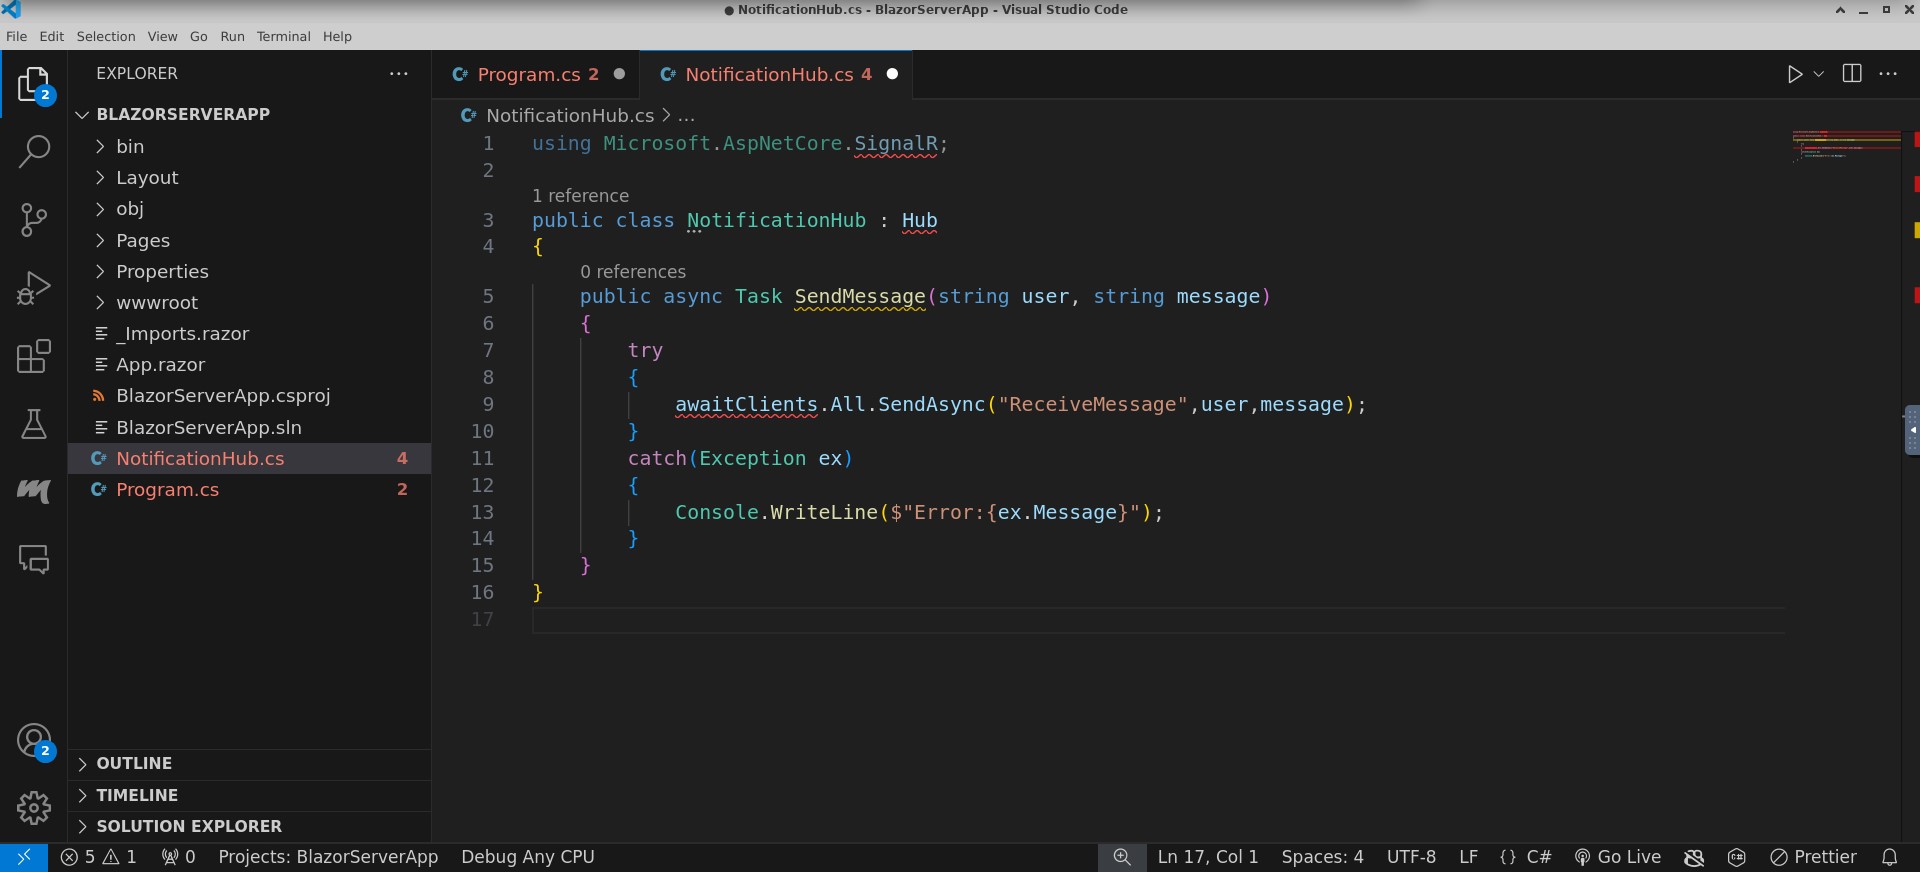 ● NotificationHub.cs - BlazorServerApp - Visual Studio Code
File Edit Selection View Go Run Terminal Help
EXPLORER
Program.cs 2
NotificationHub.cs 4
BLAZORSERVERAPP
bin
Layout
obj
Pages
Properties
wwwroot
_Imports.razor
App.razor
BlazorServerApp.csproj
BlazorServerApp.sln
NotificationHub.cs 4
Program.cs 2
OUTLINE
TIMELINE
SOLUTION EXPLORER
2
2
NotificationHub.cs > ...
1 using Microsoft.AspNetCore.SignalR;
2
1 reference
3 public class NotificationHub : Hub
4 {
0 references
5 public async Task SendMessage(string user, string message)
6 {
7 try
8 {
9 awaitClients.All.SendAsync("ReceiveMessage",user,message);
10 }
11 catch(Exception ex)
12 {
13 Console.WriteLine($"Error:{ex.Message}");
14 }
15 }
16 }
17
5 1 0 Projects: BlazorServerApp Debug Any CPU Ln 17, Col 1 Spaces: 4 UTF-8 LF {} C# Go Live Prettier